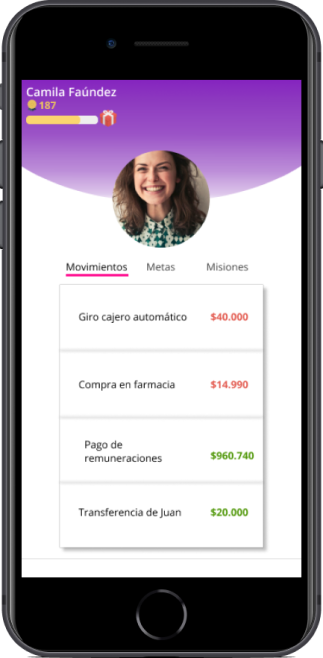 Camila Faúndez
187
Movimientos Metas Misiones
Giro cajero automático $40.000
Compra en farmacia $14.990
Pago de
remuneraciones $960.740
Transferencia de Juan $20.000